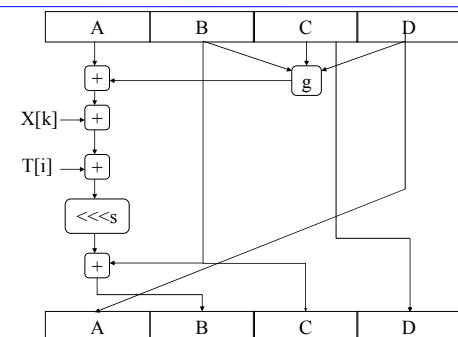 A B C D
+
g
X[k]
+
T[i]
+
<<<s
+
A B C D